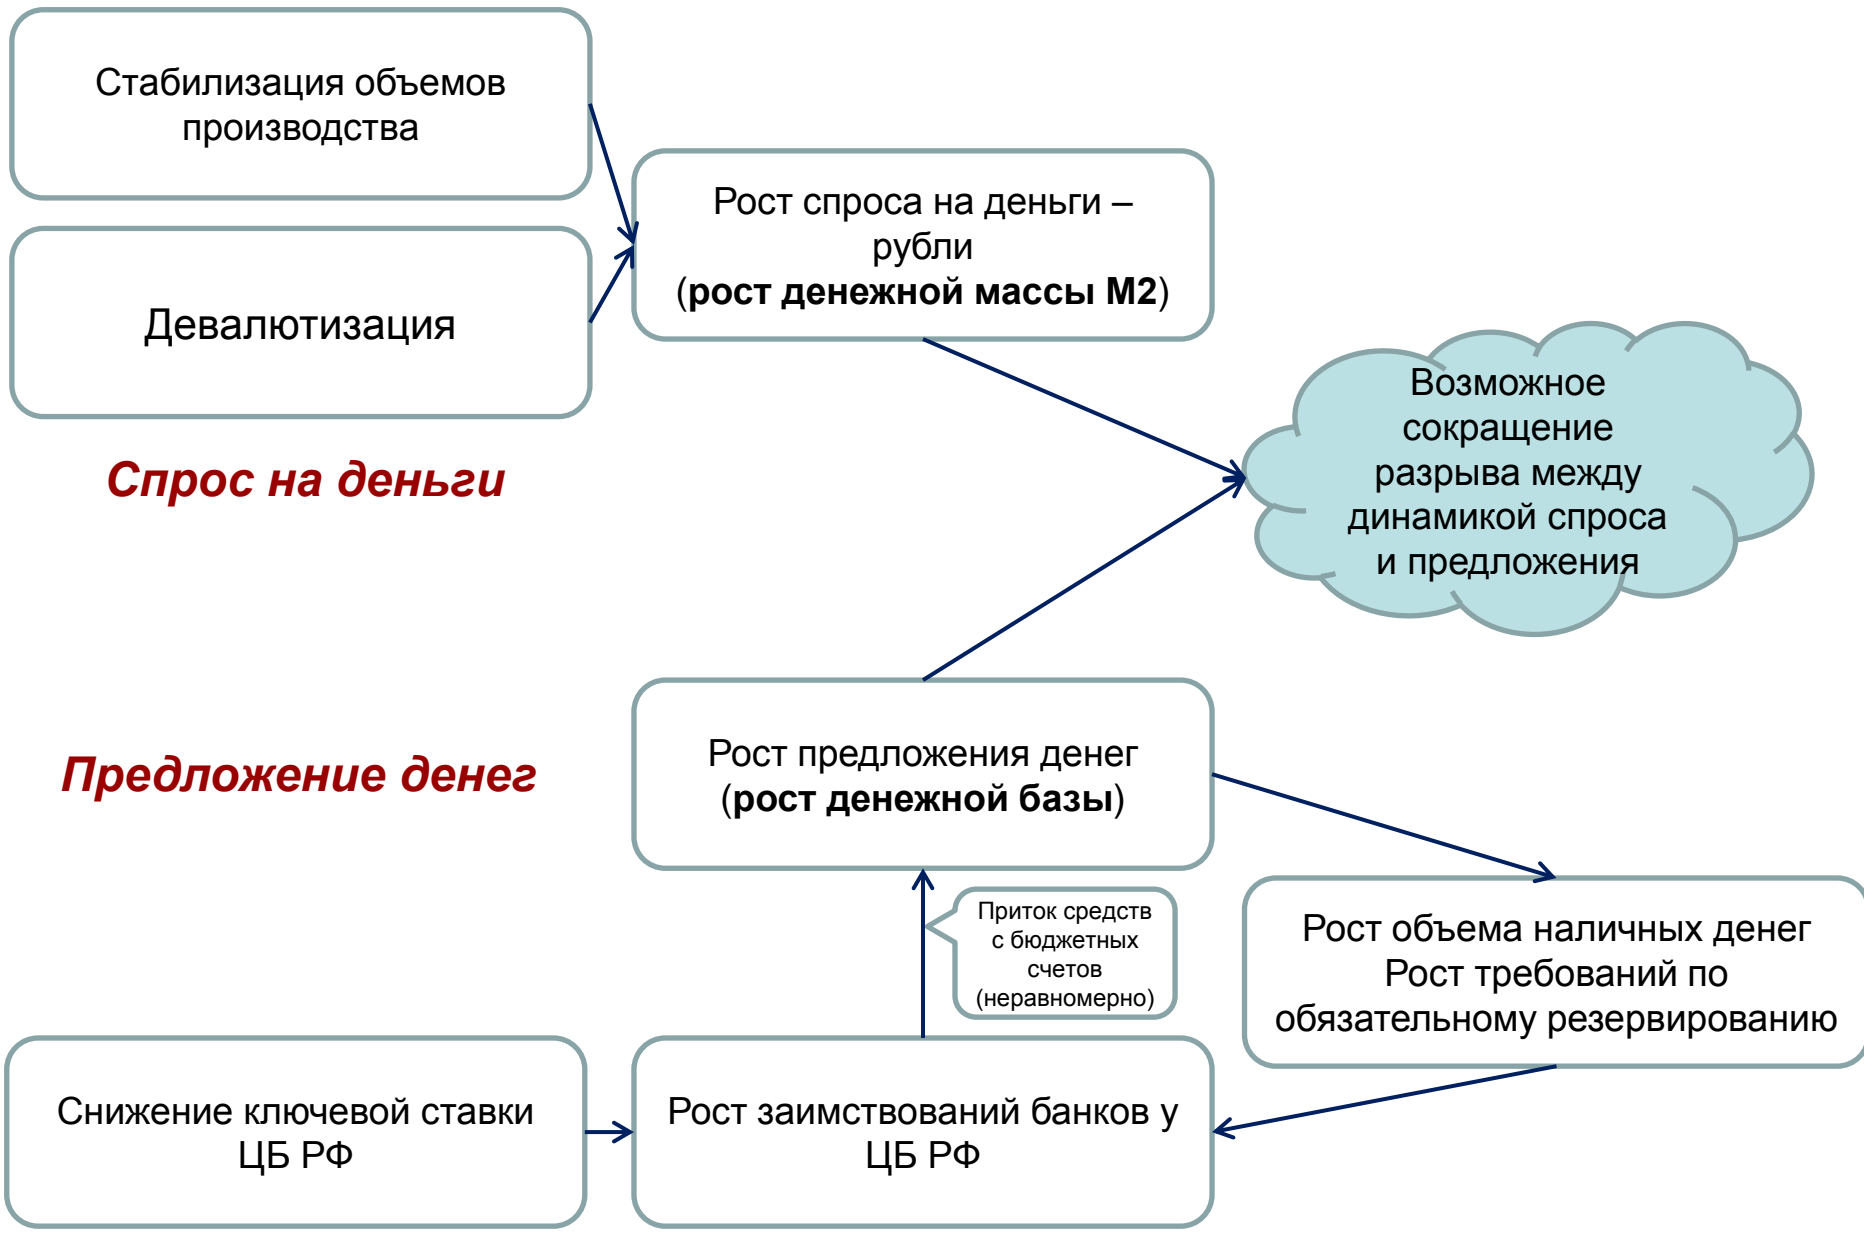 Стабилизация объемов
производства
Девалютизация
Рост спроса на деньги –
рубли
(рост денежной массы М2)
Спрос на деньги
Возможное
сокращение
разрыва между
динамикой спроса
и предложения
Предложение денег
Рост предложения денег
(рост денежной базы)
Приток средств
с бюджетных
счетов
(неравномерно)
Рост объема наличных денег
Рост требований по
обязательному резервированию
Снижение ключевой ставки
ЦБ РФ
Рост заимствований банков у
ЦБ РФ